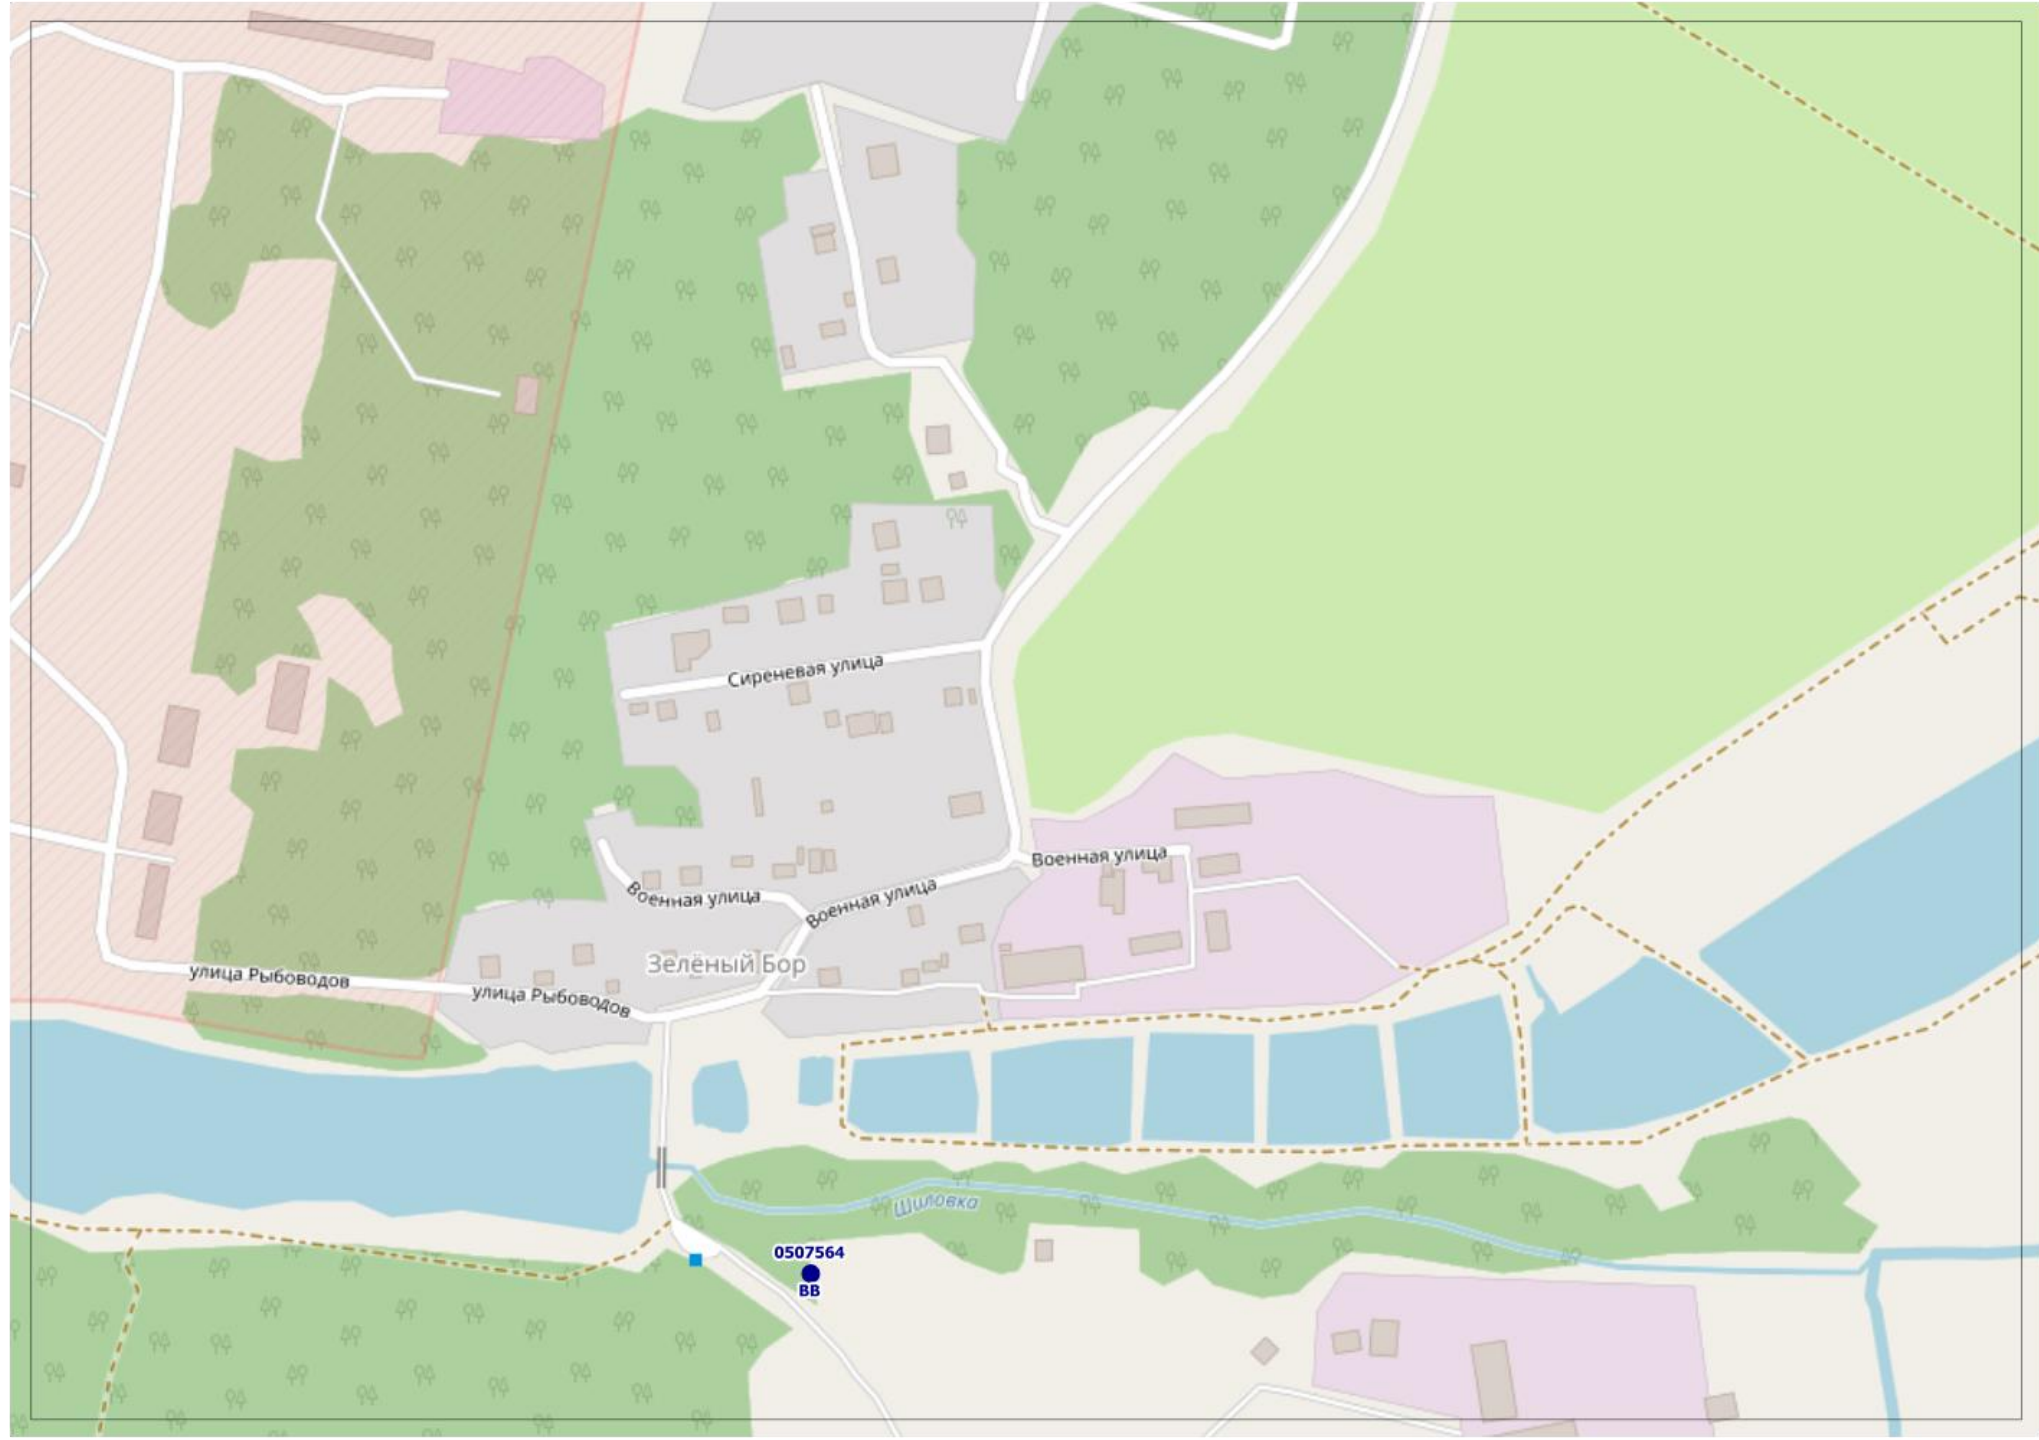 Сиреневая улица
Военная улица
Военная улица
Военная улица
Зелёный Бор
улица Рыбоводов
улица Рыбоводов
Шиловка
0507564
ВВ